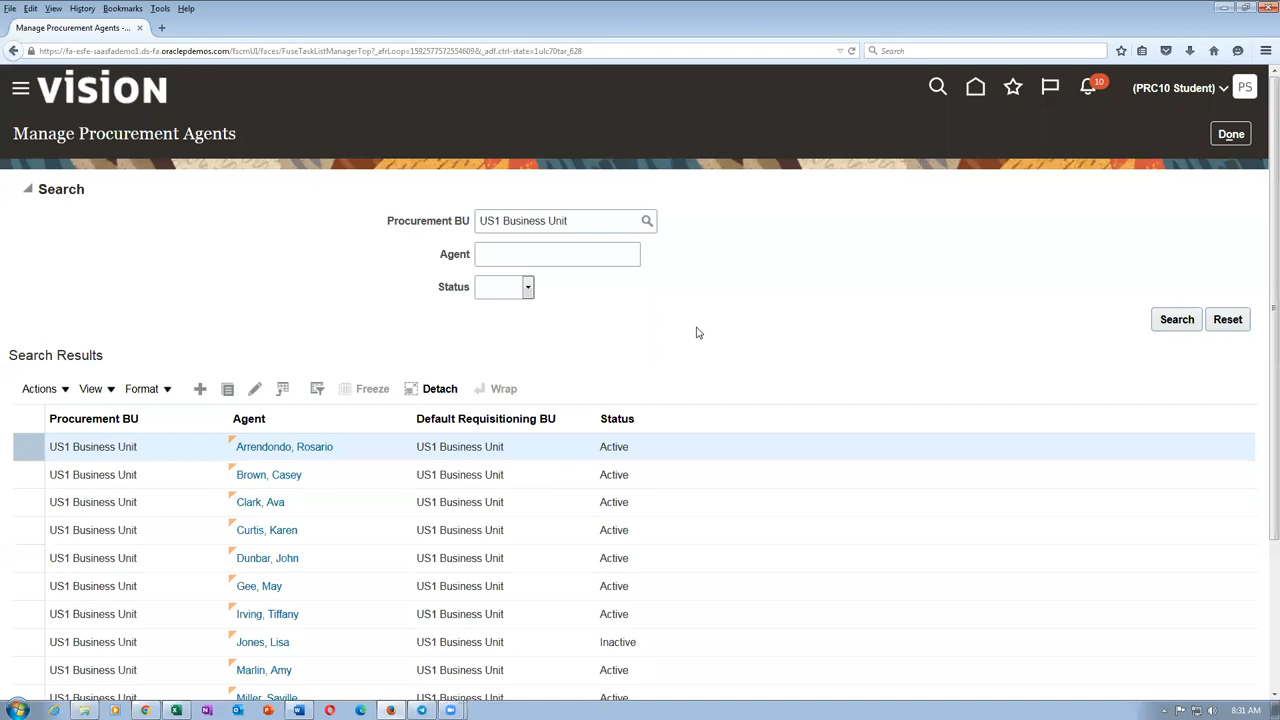 File Edit View History Bookmarks Tools Help
Manage Procurement Agents -... × +
https://fa-esfe-saasfademo1.ds-fa.oraclepdemos.com/fscmUI/faces/FuseTaskListManagerTop?_afrLoop=1592577572554609&_adf.ctrl-state=1ulc70tar_628 Search
VISION 10 (PRC10 Student) PS
Manage Procurement Agents Done
Search
Procurement BU US1 Business Unit
Agent
Status
Search Reset
Search Results
Actions View Format Freeze Detach Wrap
Procurement BU Agent Default Requisitioning BU Status
US1 Business Unit Arrendondo, Rosario US1 Business Unit Active
US1 Business Unit Brown, Casey US1 Business Unit Active
US1 Business Unit Clark, Ava US1 Business Unit Active
US1 Business Unit Curtis, Karen US1 Business Unit Active
US1 Business Unit Dunbar, John US1 Business Unit Active
US1 Business Unit Gee, May US1 Business Unit Active
US1 Business Unit Irving, Tiffany US1 Business Unit Active
US1 Business Unit Jones, Lisa US1 Business Unit Inactive
US1 Business Unit Marlin, Amy US1 Business Unit Active
US1 Business Unit Miller, Saville US1 Business Unit Active
8:31 AM